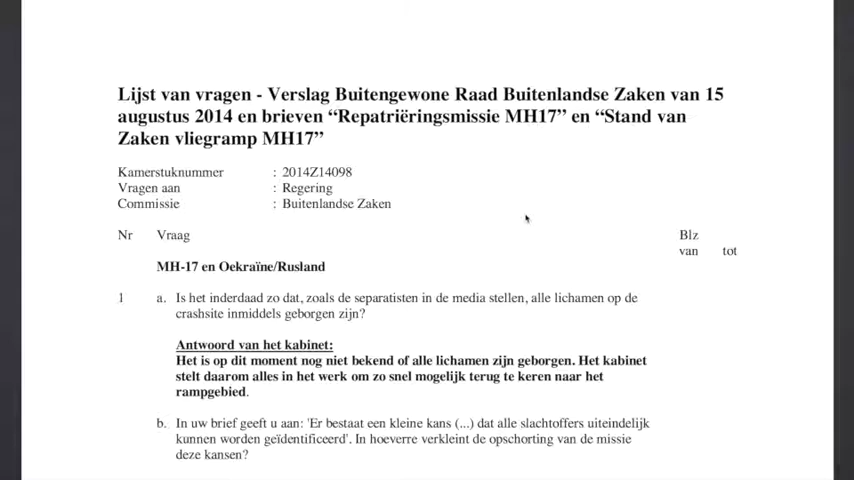 Lijst van vragen - Verslag Buitengewone Raad Buitenlandse Zaken van 15
augustus 2014 en brieven “Repatriëringsmissie MH17” en “Stand van
Zaken vliegramp MH17”
Kamerstuknummer : 2014Z14098
Vragen aan : Regering
Commissie : Buitenlandse Zaken
Nr Vraag Blz
van tot
MH-17 en Oekraïne/Rusland
1 a. Is het inderdaad zo dat, zoals de separatisten in de media stellen, alle lichamen op de
crashsite inmiddels geborgen zijn?
Antwoord van het kabinet:
Het is op dit moment nog niet bekend of alle lichamen zijn geborgen. Het kabinet
stelt daarom alles in het werk om zo snel mogelijk terug te keren naar het
rampgebied.
b. In uw brief geeft u aan: 'Er bestaat een kleine kans (...) dat alle slachtoffers uiteindelijk
kunnen worden geïdentificeerd'. In hoeverre verkleint de opschorting van de missie
deze kansen?